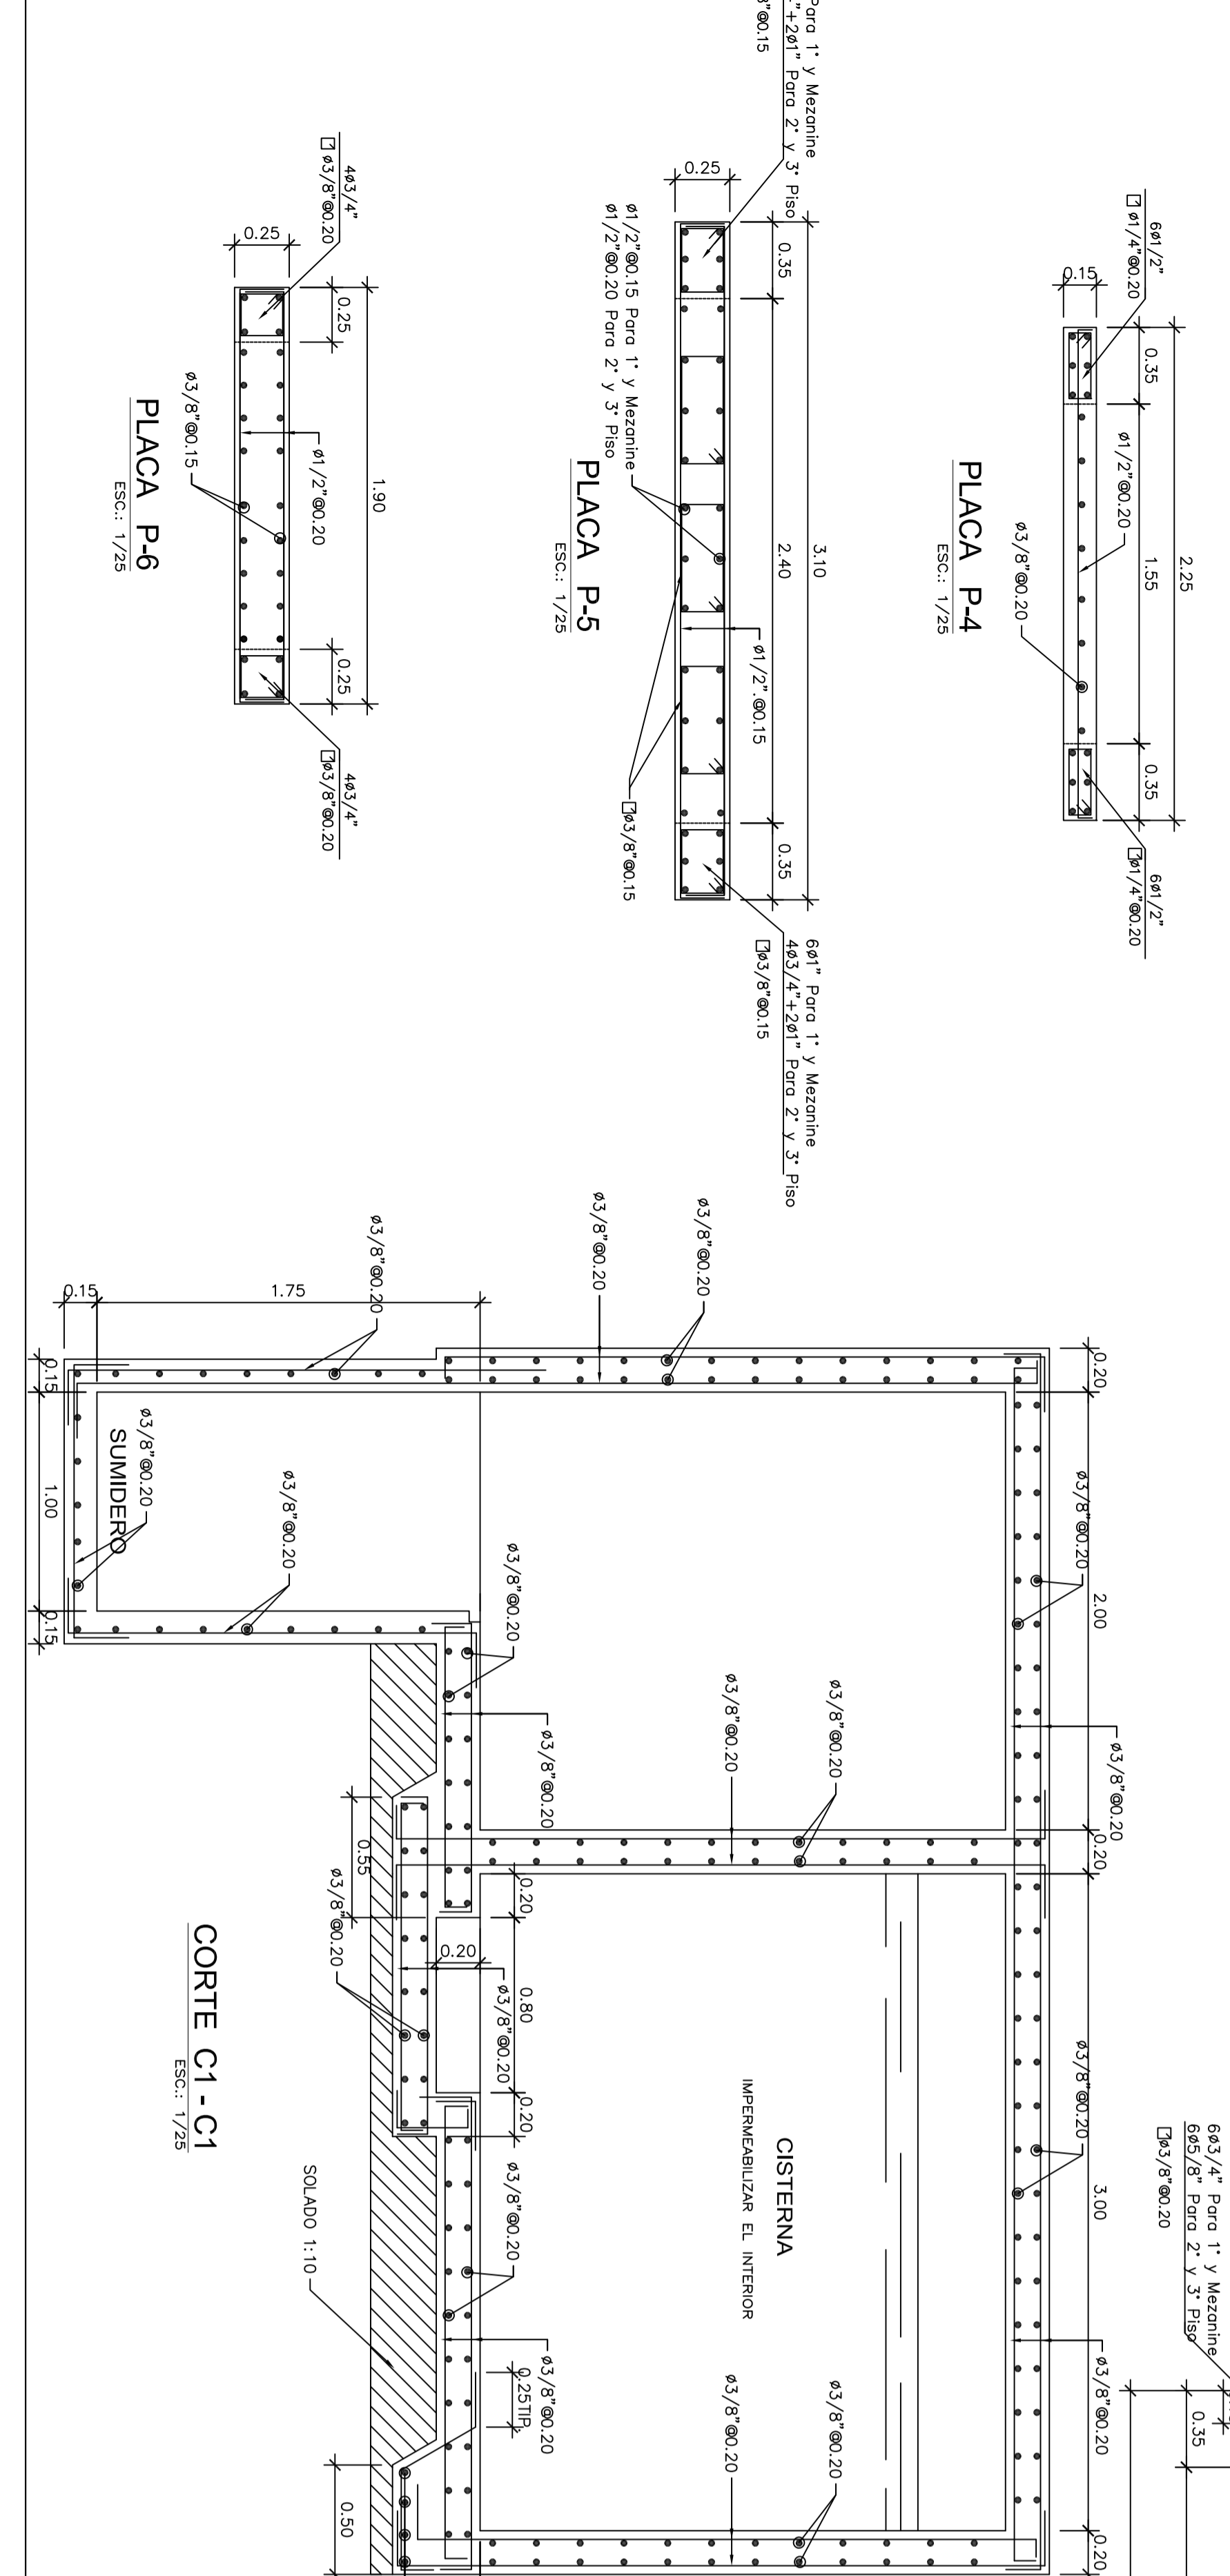 Para 1° y Mezanine
"+2ø1" Para 2° y 3° Piso
@0.15
6ø1/2"
ø1/4"@0.20
0.15
0.35
1.55
0.35
2.25
ø1/2"@0.20
ø3/8"@0.20
6ø1/2"
ø1/4"@0.20
PLACA P-4
ESC.: 1/25
0.25
0.35
2.40
0.35
3.10
ø1/2"@0.15 Para 1° y Mezanine
ø1/2"@0.20 Para 2° y 3° Piso
ø1/2".@0.15
ø3/8"@0.15
6ø1" Para 1° y Mezanine
4ø3/4"+2ø1" Para 2° y 3° Piso
ø3/8"@0.15
PLACA P-5
ESC.: 1/25
4ø3/4"
ø3/8"@0.20
0.25
0.25
1.90
0.25
ø1/2"@0.20
ø3/8"@0.15
4ø3/4"
ø3/8"@0.20
PLACA P-6
ESC.: 1/25
0.20
2.00
0.20
3.00
0.20
ø3/8"@0.20
ø3/8"@0.20
ø3/8"@0.20
ø3/8"@0.20
ø3/8"@0.20
ø3/8"@0.20
ø3/8"@0.20
ø3/8"@0.20
ø3/8"@0.20
ø3/8"@0.20
CISTERNA
IMPERMEABILIZAR EL INTERIOR
ø3/8"@0.20
ø3/8"@0.20
ø3/8"@0.20
ø3/8"@0.20
0.20
0.80
0.20
0.20
ø3/8"@0.20
0.25TIP.
ø3/8"@0.20
0.55
ø3/8"@0.20
0.50
1.75
0.15
ø3/8"@0.20
ø3/8"@0.20
ø3/8"@0.20
SUMIDERO
0.15
1.00
0.15
SOLADO 1:10
CORTE C1 - C1
ESC.: 1/25
6ø3/4" Para 1° y Mezanine
6ø5/8" Para 2° y 3° Piso
ø3/8"@0.20
0.35